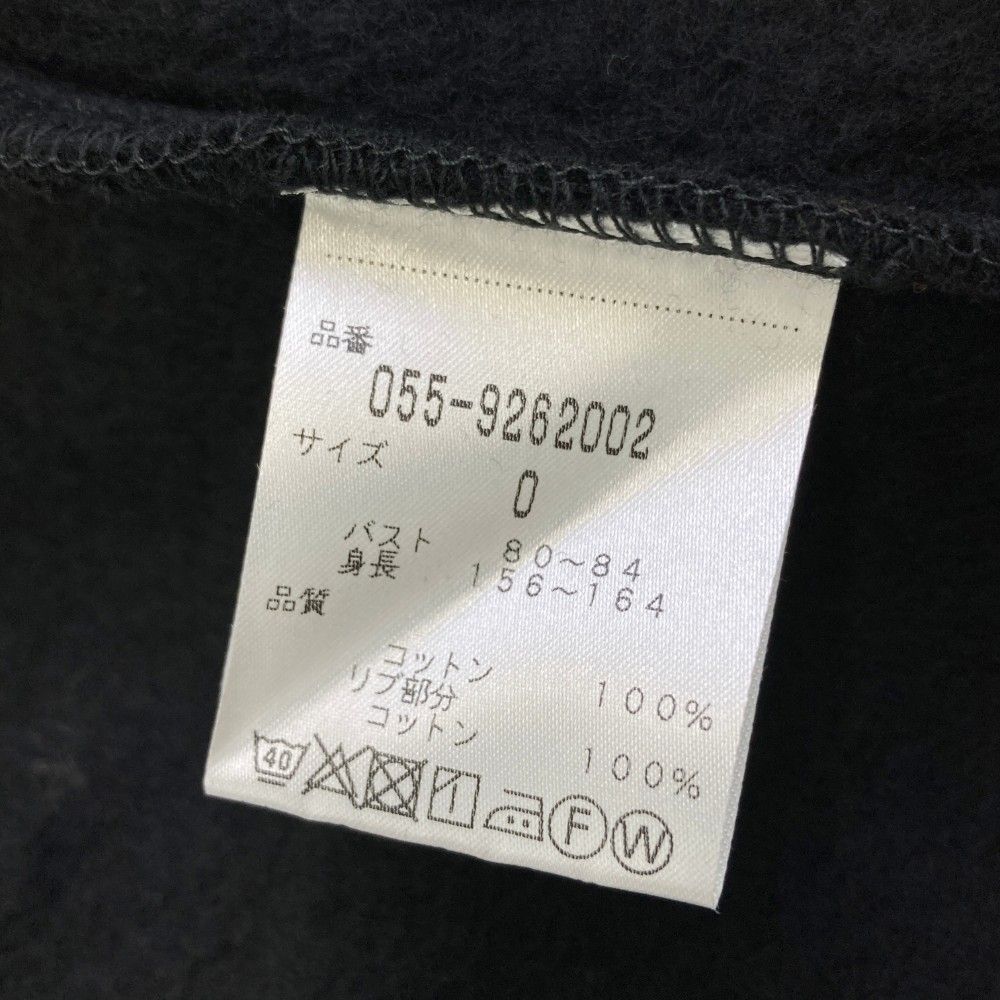 品番
055-9262002
サイズ
0
バスト 80～84
身長 156～164
品質
コットン 100%
リブ部分
コットン 100%
40 F W